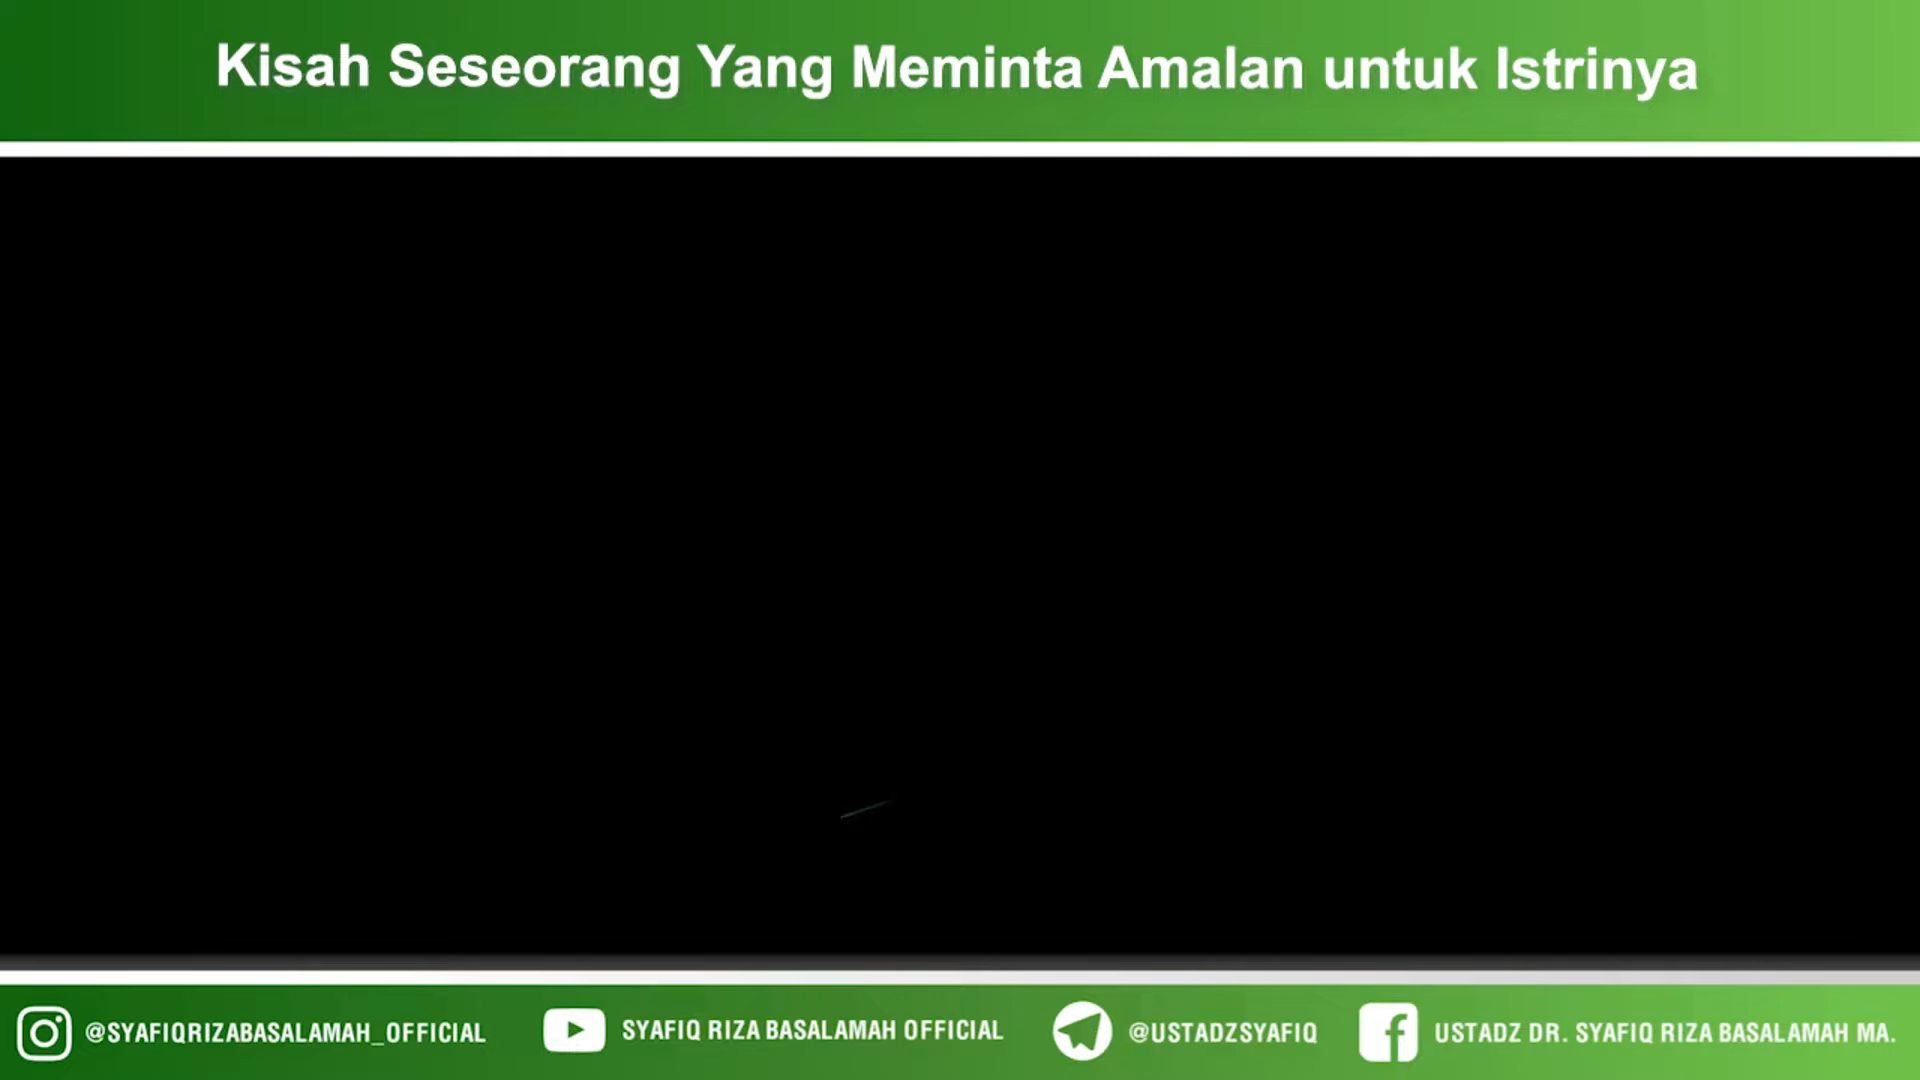 Kisah Seseorang Yang Meminta Amalan untuk Istrinya
@SYAFIQRIZABASALAMAH_OFFICIAL
SYAFIQ RIZA BASALAMAH OFFICIAL
@USTADZSYAFIQ
USTADZ DR. SYAFIQ RIZA BASALAMAH MA.